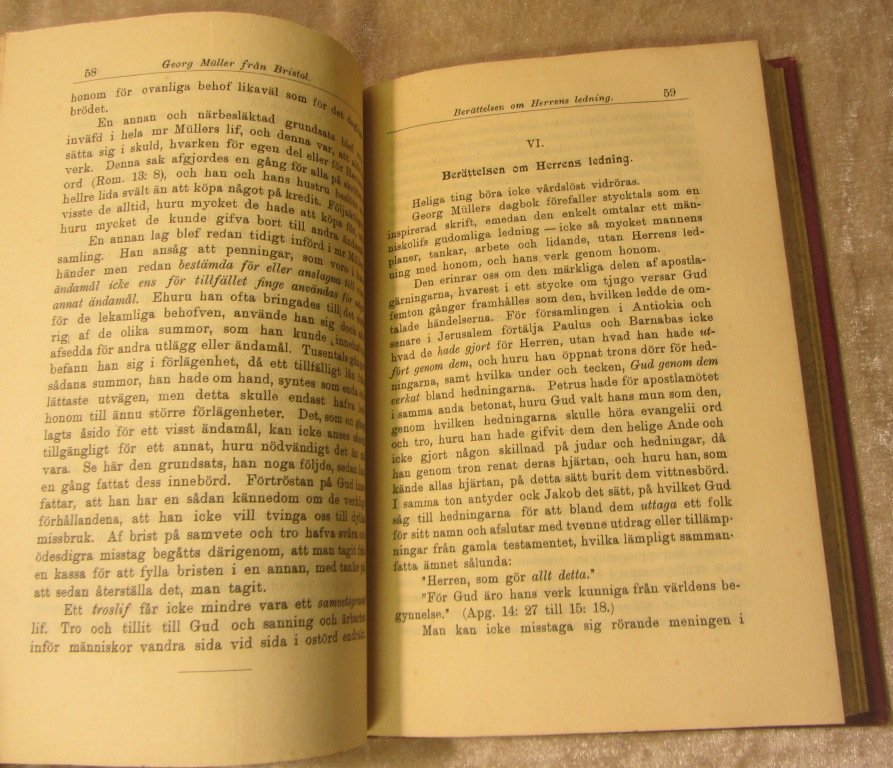 58
Georg Müller från Bristol.
honom för ovanliga behof likaväl som för det
brödet.
En annan och närbesläktad grundsats blef
inväfd i hela mr Müllers lif, och denna var, att
sätta sig i skuld, hvarken för egen del eller för
verk. Denna sak afgjordes en gång för alla på
ord (Rom. 13: 8), och han och hans hustru
hellre lida svält än att köpa något på kredit.
visste de alltid, huru mycket de hade att köpa för,
huru mycket de kunde gifva bort till andra
En annan lag blef redan tidigt införd i mr
samling. Han ansåg att penningar, som voro i
händer men redan bestämda för eller anslagna till
ändamål icke ens för tillfället finge användas för
annat ändamål. Ehuru han ofta bringades till det
för de lekamliga behofven, använde han sig dock
rig af de olika summor, som han kunde
afsedda för andra utlägg eller ändamål. Tusentals
befann han sig i förlägenhet, då ett tillfälligt lån
sådana summor, han hade om hand, syntes som enda
lättaste utvägen, men detta skulle endast hafva
honom till ännu större förlägenheter. Det, som en
lagts åsido för ett visst ändamål, kan icke anses
tillgängligt för ett annat, huru nödvändigt det
vara. Se här den grundsats, han noga följde, sedan
en gång fattat dess innebörd. Förtröstan på Gud
fattar, att han har en sådan kännedom om de verkliga
förhållandena, att han icke vill tvinga oss till
missbruk. Af brist på samvete och tro hafva svåra och
ödesdigra misstag begåtts därigenom, att man tagit från
en kassa för att fylla bristen i en annan, med tanke på
att sedan återställa det, man tagit.
Ett troslif får icke mindre vara ett
lif. Tro och tillit till Gud och sanning och ärlighet
inför människor vandra sida vid sida i ostörd endräkt.
Berättelsen om Herrens ledning.
59
VI.
Berättelsen om Herrens ledning.
Heliga ting böra icke vårdslöst vidröras.
Georg Müllers dagbok förefaller stycktals som en
inspirerad skrift, emedan den enkelt omtalar ett män-
niskolifs gudomliga ledning — icke så mycket mannens
planer, tankar, arbete och lidande, utan Herrens led-
ning med honom, och hans verk genom honom.
Den erinrar oss om den märkliga delen af apostla-
gärningarna, hvarest i ett stycke om tjugo versar Gud
femton gånger framhålles som den, hvilken ledde de om-
talade händelserna. För församlingen i Antiokia och
senare i Jerusalem förtälja Paulus och Barnabas icke
hvad de hade gjort för Herren, utan hvad han hade ut-
fört genom dem, och huru han öppnat trons dörr för hed-
ningarna, samt hvilka under och tecken, Gud genom dem
verkat bland hedningarna. Petrus hade för apostlamötet
i samma anda betonat, huru Gud valt hans mun som den,
genom hvilken hedningarna skulle höra evangelii ord
och tro, huru han hade gifvit dem den helige Ande och
icke gjort någon skillnad på judar och hedningar, då
han genom tron renat deras hjärtan, och huru han, som
kände allas hjärtan, på detta sätt burit dem vittnesbörd.
I samma ton antyder ock Jakob det sätt, på hvilket Gud
såg till hedningarna för att bland dem uttaga ett folk
för sitt namn och afslutar med tvenne utdrag eller tillämp-
ningar från gamla testamentet, hvilka lämpligt samman-
fatta ämnet sålunda:
"Herren, som gör allt detta."
"För Gud äro hans verk kunniga från världens be-
gynnelse." (Apg. 14: 27 till 15: 18.)
Man kan icke misstaga sig rörande meningen i